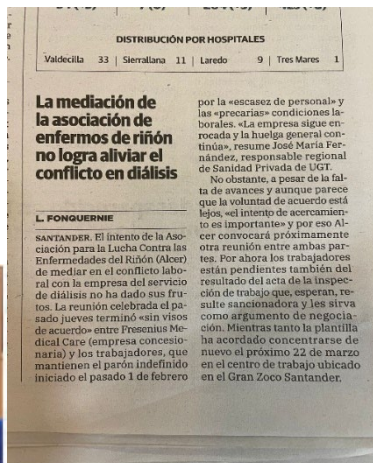 DISTRIBUCIÓN POR HOSPITALES
Valdecilla 33 | Sierrallana 11 | Laredo 9 | Tres Mares 1
La mediación de
la asociación de
enfermos de riñón
no logra aliviar el
conflicto en diálisis
L. FONQUERNIE
SANTANDER. El intento de la Aso-
ciación para la Lucha Contra las
Enfermedades del Riñón (Alcer)
de mediar en el conflicto labo-
ral con la empresa del servicio
de diálisis no ha dado sus fru-
tos. La reunión celebrada el pa-
sado jueves terminó «sin visos
de acuerdo» entre Fresenius Me-
dical Care (empresa concesio-
naria) y los trabajadores, que
mantienen el parón indefinido
iniciado el pasado 1 de febrero
por la «escasez de personal» y
las «precarias» condiciones la-
borales. «La empresa sigue en-
rocada y la huelga general con-
tinúa», resume José María Fer-
nández, responsable regional
de Sanidad Privada de UGT.
No obstante, a pesar de la fal-
ta de avances y aunque parece
que la voluntad de acuerdo está
lejos, «el intento de acercamien-
to es importante» y por eso Al-
cer convocará próximamente
otra reunión entre ambas par-
tes. Por ahora los trabajadores
están pendientes también del
resultado del acta de la inspec-
ción de trabajo que, esperan, re-
sulte sancionadora y les sirva
como argumento de negocia-
ción. Mientras tanto la plantilla
ha acordado concentrarse de
nuevo el próximo 22 de marzo
en el centro de trabajo ubicado
en el Gran Zoco Santander.